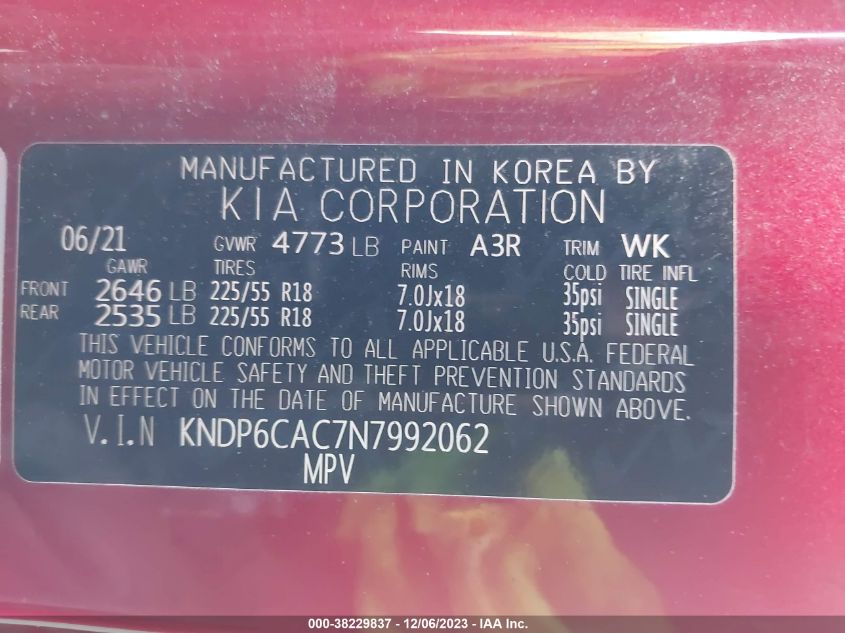 MANUFACTURED IN KOREA BY
KIA CORPORATION
06/21 GVWR 4773 LB PAINT A3R TRIM WK
GAWR TIRES RIMS COLD TIRE INFL
FRONT 2646 LB 225/55 R18 7.0Jx18 35psi SINGLE
REAR 2535 LB 225/55 R18 7.0Jx18 35psi SINGLE
THIS VEHICLE CONFORMS TO ALL APPLICABLE U.S.A. FEDERAL
MOTOR VEHICLE SAFETY AND THEFT PREVENTION STANDARDS
IN EFFECT ON THE DATE OF MANUFACTURE SHOWN ABOVE.
V.I.N KNDP6CAC7N7992062
MPV
000-38229837 - 12/06/2023 - IAA Inc.